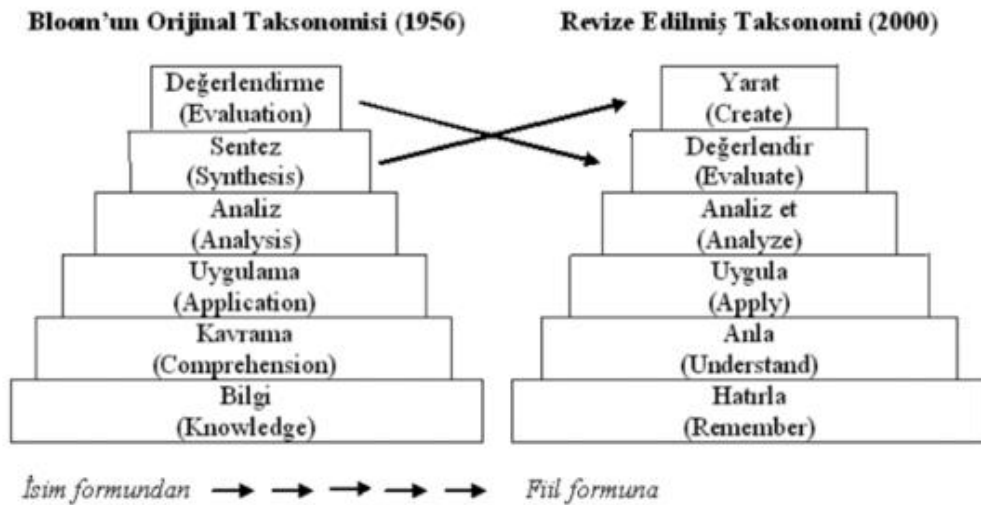 Bloom'un Orijinal Taksonomisi (1956)
Değerlendirme
(Evaluation)
Sentez
(Synthesis)
Analiz
(Analysis)
Uygulama
(Application)
Kavrama
(Comprehension)
Bilgi
(Knowledge)
Revize Edilmiş Taksonomi (2000)
Yarat
(Create)
Değerlendir
(Evaluate)
Analiz et
(Analyze)
Uygula
(Apply)
Anla
(Understand)
Hatırla
(Remember)
İsim formundan
Fiil formuna